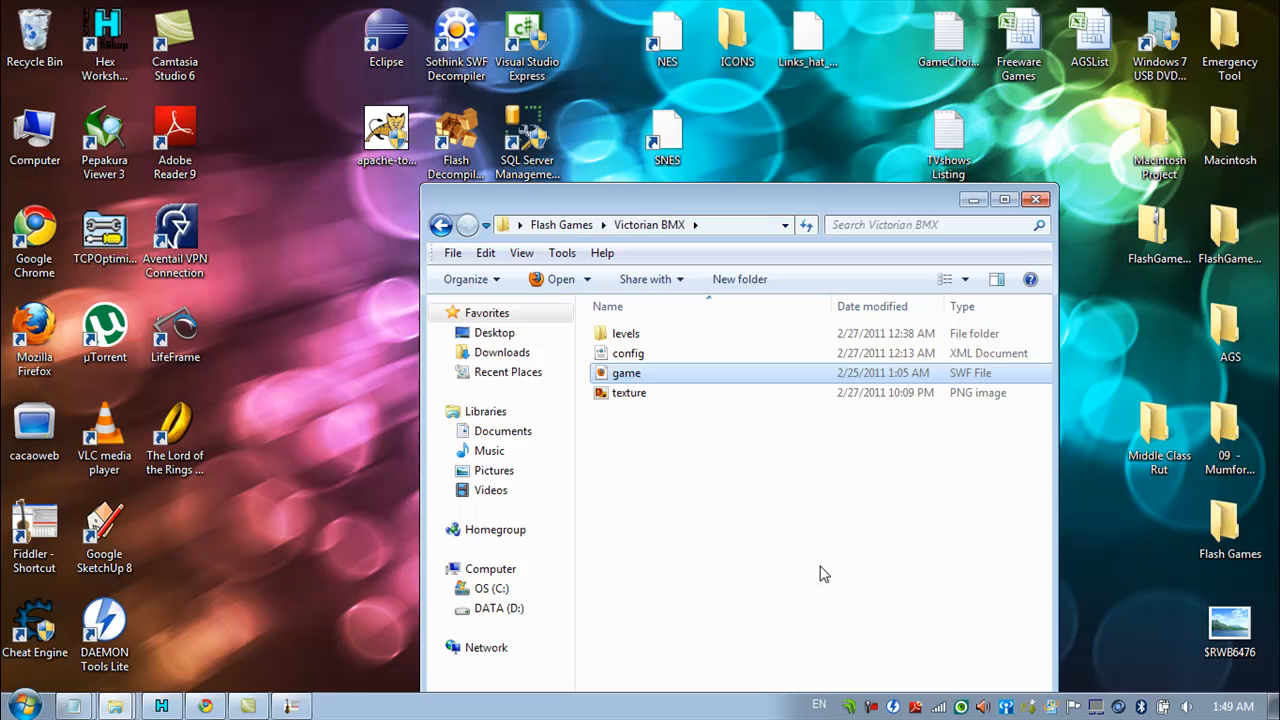 Recycle Bin
Hex
Worksh...
Camtasia
Studio 6
Eclipse
Sothink SWF
Decompiler
Visual Studio
Express
NES
ICONS
Links_hat_...
GameChoi...
Freeware
Games
AGSList
Windows 7
USB DVD...
Emergency
Tool
Computer
Pepakura
Viewer 3
Adobe
Reader 9
apache-to...
Flash
Decompil...
SQL Server
Manageme...
SNES
TVshows
Listing
Macintosh
Project
Macintosh
Google
Chrome
TCPOptimi...
Aventail VPN
Connection
FlashGame...
FlashGame...
Mozilla
Firefox
µTorrent
LifeFrame
AGS
cacaoweb
VLC media
player
The Lord
of the Rings ...
Middle Class
Rut
09 -
Mumfor...
Fiddler -
Shortcut
Google
SketchUp 8
Flash Games
Cheat Engine
DAEMON
Tools Lite
$RWB6476
Flash Games
Victorian BMX
Search Victorian BMX
File Edit View Tools Help
Organize Open Share with New folder
Name Date modified Type
levels 2/27/2011 12:38 AM File folder
config 2/27/2011 12:13 AM XML Document
game 2/25/2011 1:05 AM SWF File
texture 2/27/2011 10:09 PM PNG image
Favorites
Desktop
Downloads
Recent Places
Libraries
Documents
Music
Pictures
Videos
Homegroup
Computer
OS (C:)
DATA (D:)
Network
EN
1:49 AM